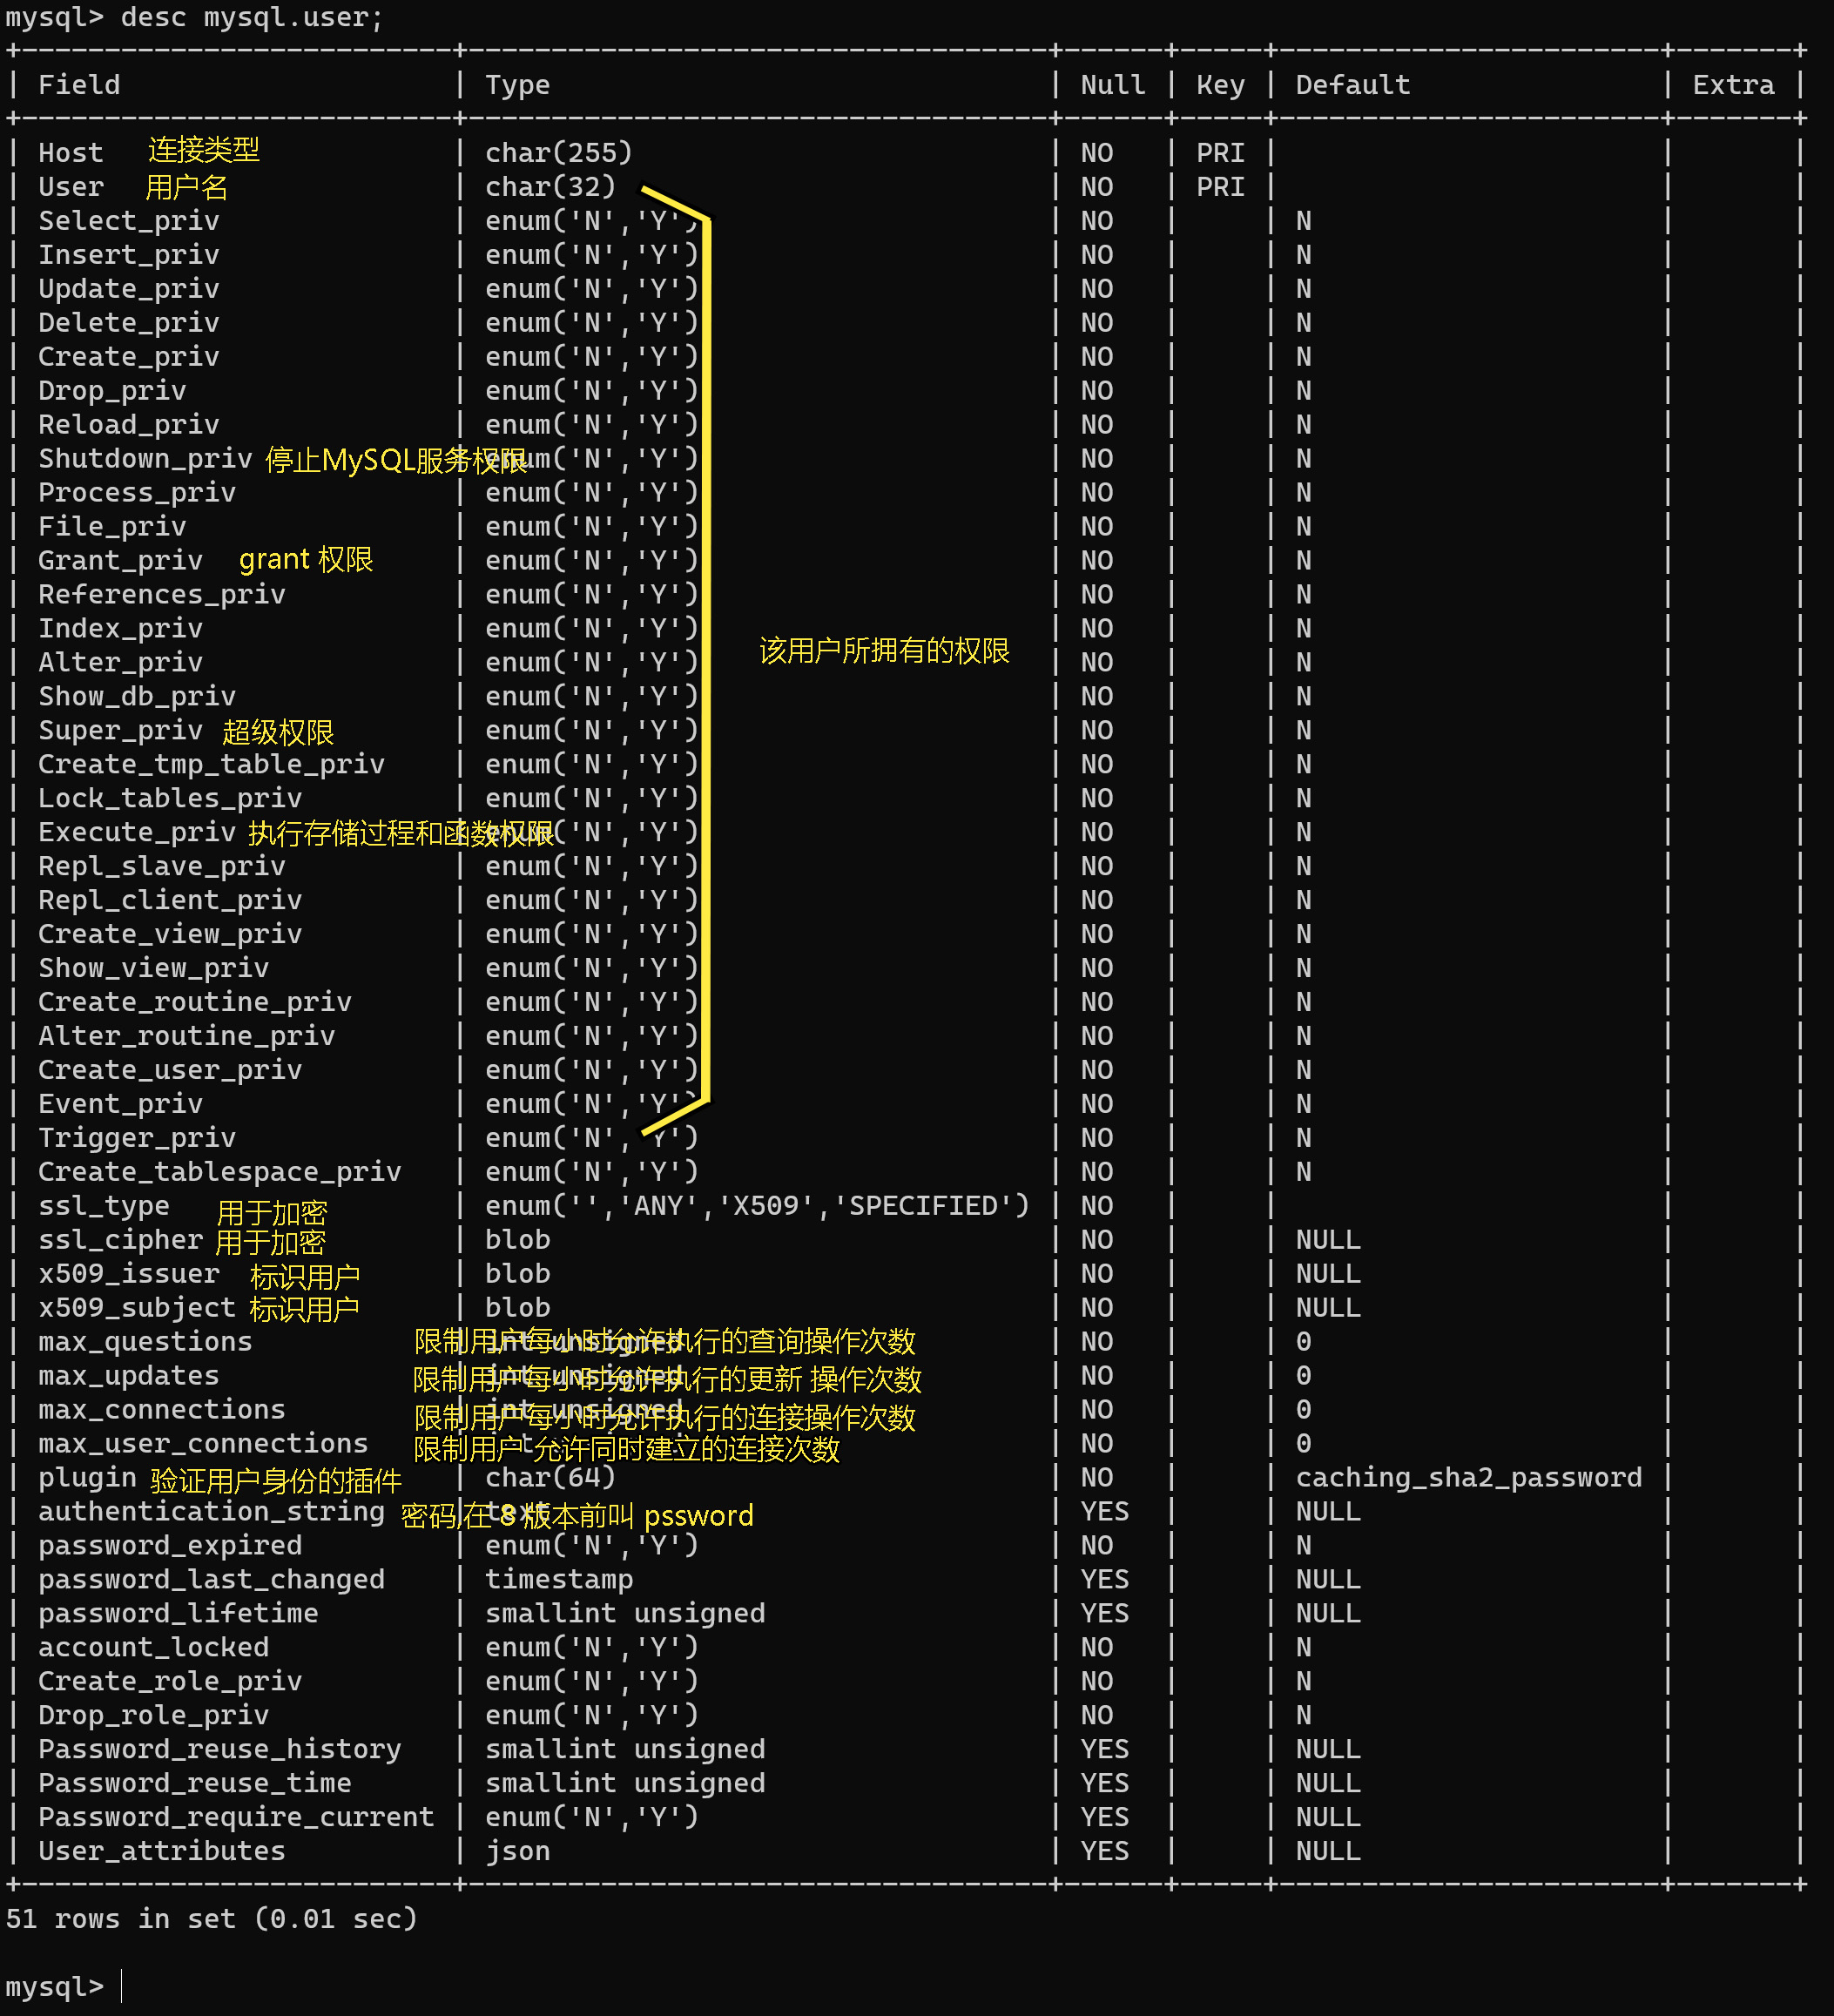 mysql> desc mysql.user;
+--------------------------+-----------------------------------+------+-----+-----------------------+-------+
| Field | Type | Null | Key | Default | Extra |
+--------------------------+-----------------------------------+------+-----+-----------------------+-------+
| Host 连接类型 | char(255) | NO | PRI | | |
| User 用户名 | char(32) | NO | PRI | | |
| Select_priv | enum('N','Y') | NO | | N | |
| Insert_priv | enum('N','Y') | NO | | N | |
| Update_priv | enum('N','Y') | NO | | N | |
| Delete_priv | enum('N','Y') | NO | | N | |
| Create_priv | enum('N','Y') | NO | | N | |
| Drop_priv | enum('N','Y') | NO | | N | |
| Reload_priv | enum('N','Y') | NO | | N | |
| Shutdown_priv 停止MySQL服务权限 | enum('N','Y') | NO | | N | |
| Process_priv | enum('N','Y') | NO | | N | |
| File_priv | enum('N','Y') | NO | | N | |
| Grant_priv grant 权限 | enum('N','Y') | NO | | N | |
| References_priv | enum('N','Y') | NO | | N | |
| Index_priv | enum('N','Y') | NO | | N | |
| Alter_priv | enum('N','Y') 该用户所拥有的权限 | NO | | N | |
| Show_db_priv | enum('N','Y') | NO | | N | |
| Super_priv 超级权限 | enum('N','Y') | NO | | N | |
| Create_tmp_table_priv | enum('N','Y') | NO | | N | |
| Lock_tables_priv | enum('N','Y') | NO | | N | |
| Execute_priv 执行存储过程和函数权限 | enum('N','Y') | NO | | N | |
| Repl_slave_priv | enum('N','Y') | NO | | N | |
| Repl_client_priv | enum('N','Y') | NO | | N | |
| Create_view_priv | enum('N','Y') | NO | | N | |
| Show_view_priv | enum('N','Y') | NO | | N | |
| Create_routine_priv | enum('N','Y') | NO | | N | |
| Alter_routine_priv | enum('N','Y') | NO | | N | |
| Create_user_priv | enum('N','Y') | NO | | N | |
| Event_priv | enum('N','Y') | NO | | N | |
| Trigger_priv | enum('N','Y') | NO | | N | |
| Create_tablespace_priv | enum('N','Y') | NO | | N | |
| ssl_type 用于加密 | enum('','ANY','X509','SPECIFIED') | NO | | | |
| ssl_cipher 用于加密 | blob | NO | | NULL | |
| x509_issuer 标识用户 | blob | NO | | NULL | |
| x509_subject 标识用户 | blob | NO | | NULL | |
| max_questions 限制用户每小时允许执行的查询操作次数 | int unsigned | NO | | 0 | |
| max_updates 限制用户每小时允许执行的更新 操作次数 | int unsigned | NO | | 0 | |
| max_connections 限制用户每小时允许执行的连接操作次数 | int unsigned | NO | | 0 | |
| max_user_connections 限制用户 允许同时建立的连接次数 | int unsigned | NO | | 0 | |
| plugin 验证用户身份的插件 | char(64) | NO | | caching_sha2_password | |
| authentication_string 密码,在 8 版本前叫 pssword | text | YES | | NULL | |
| password_expired | enum('N','Y') | NO | | N | |
| password_last_changed | timestamp | YES | | NULL | |
| password_lifetime | smallint unsigned | YES | | NULL | |
| account_locked | enum('N','Y') | NO | | N | |
| Create_role_priv | enum('N','Y') | NO | | N | |
| Drop_role_priv | enum('N','Y') | NO | | N | |
| Password_reuse_history | smallint unsigned | YES | | NULL | |
| Password_reuse_time | smallint unsigned | YES | | NULL | |
| Password_require_current | enum('N','Y') | YES | | NULL | |
| User_attributes | json | YES | | NULL | |
+--------------------------+-----------------------------------+------+-----+-----------------------+-------+
51 rows in set (0.01 sec)
mysql>